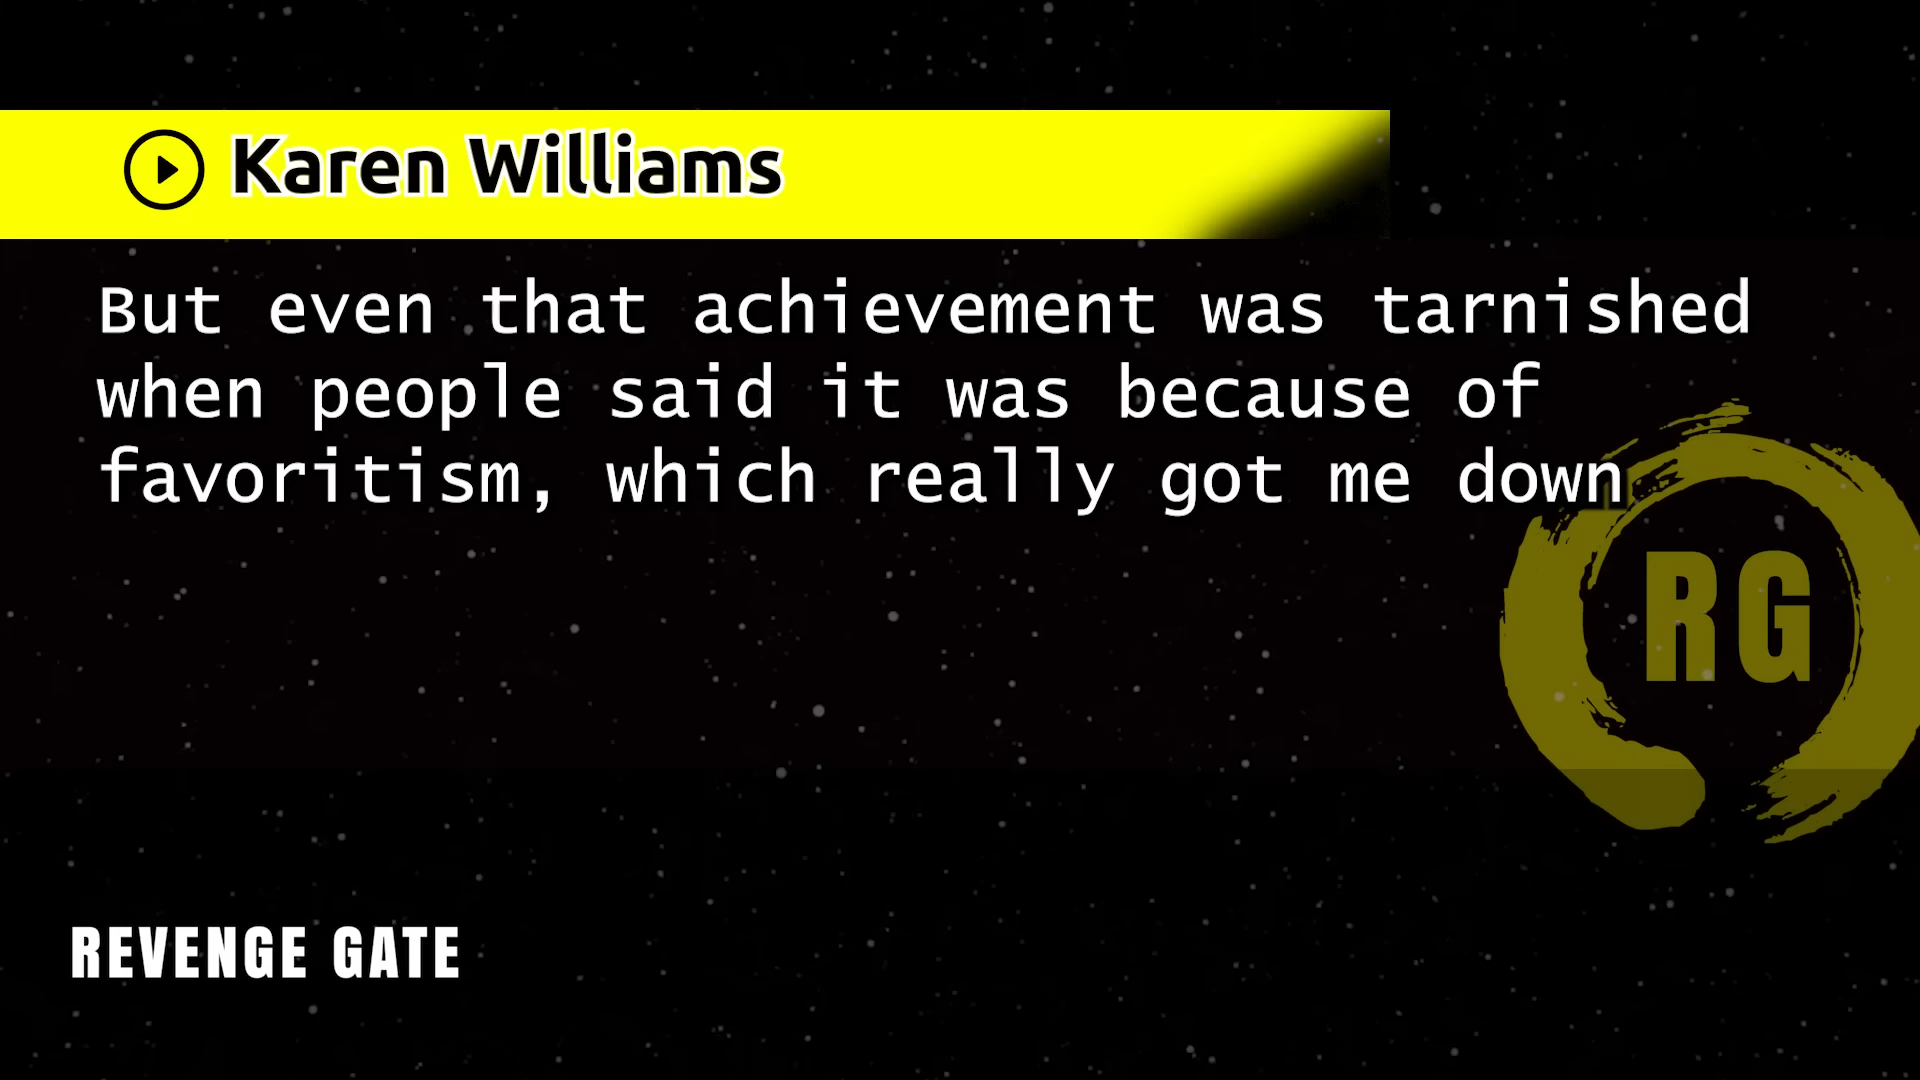 Karen Williams
But even that achievement was tarnished
when people said it was because of
favoritism, which really got me down
RG
REVENGE GATE